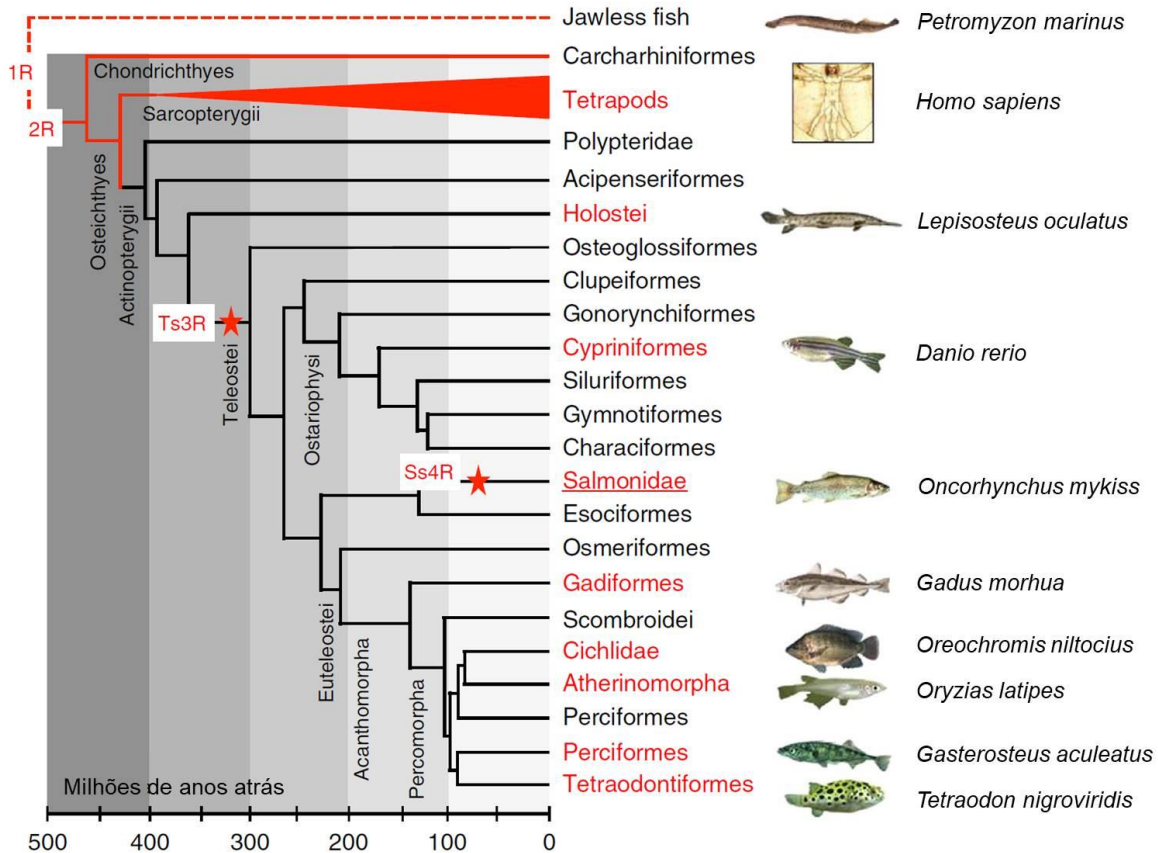 Jawless fish
Petromyzon marinus
1R
Carcharhiniformes
Chondrichthyes
Tetrapods
Homo sapiens
Sarcopterygii
2R
Polypteridae
Osteichthyes
Acipenseriformes
Actinopterygii
Holostei
Lepisosteus oculatus
Osteoglossiformes
Clupeiformes
Gonorynchiformes
Ts3R
Teleostei
Ostariophysi
Cypriniformes
Danio rerio
Siluriformes
Gymnotiformes
Characiformes
Ss4R
Salmonidae
Oncorhynchus mykiss
Esociformes
Osmeriformes
Gadiformes
Gadus morhua
Euteleostei
Scombroidei
Acanthomorpha
Cichlidae
Oreochromis niltocius
Percomorpha
Atherinomorpha
Oryzias latipes
Perciformes
Perciformes
Gasterosteus aculeatus
Tetraodontiformes
Tetraodon nigroviridis
Milhões de anos atrás
500 400 300 200 100 0